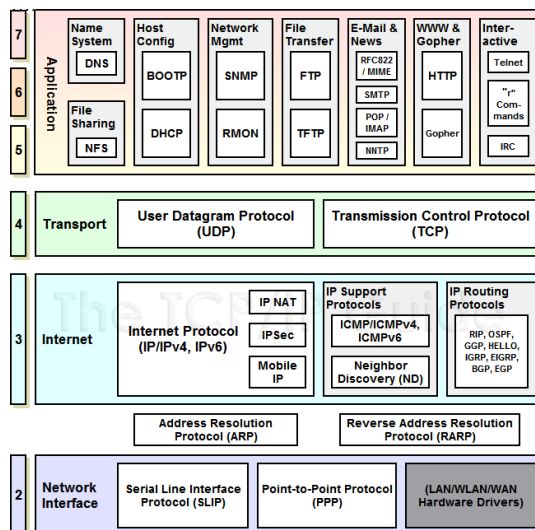 7
6
5
Application
Name
System
DNS
File
Sharing
NFS
Host
Config
BOOTP
DHCP
Network
Mgmt
SNMP
RMON
File
Transfer
FTP
TFTP
E-Mail &
News
RFC822
/ MIME
SMTP
POP /
IMAP
NNTP
WWW &
Gopher
HTTP
Gopher
Inter-
active
Telnet
"r"
Com-
mands
IRC
4
Transport
User Datagram Protocol
(UDP)
Transmission Control Protocol
(TCP)
The TCP/IP Guide
3
Internet
Internet Protocol
(IP/IPv4, IPv6)
IP NAT
IPSec
Mobile
IP
IP Support
Protocols
ICMP/ICMPv4,
ICMPv6
Neighbor
Discovery (ND)
IP Routing
Protocols
RIP, OSPF,
GGP, HELLO,
IGRP, EIGRP,
BGP, EGP
Address Resolution
Protocol (ARP)
Reverse Address Resolution
Protocol (RARP)
2
Network
Interface
Serial Line Interface
Protocol (SLIP)
Point-to-Point Protocol
(PPP)
(LAN/WLAN/WAN
Hardware Drivers)